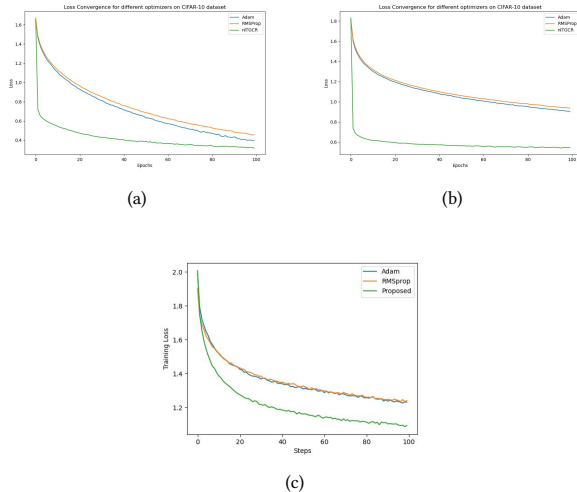 Loss Convergence for different optimizers on CIFAR-10 dataset
Adam
RMSProp
nlTGCR
1.6
1.4
1.2
1.0
0.8
0.6
0.4
Loss
0 20 40 60 80 100
Epochs
(a)
Loss Convergence for different optimizers on CIFAR-10 dataset
Adam
RMSProp
nlTGCR
1.8
1.6
1.4
1.2
1.0
0.8
0.6
Loss
0 20 40 60 80 100
Epochs
(b)
Adam
RMSprop
Proposed
2.0
1.8
1.6
1.4
1.2
Training Loss
0 20 40 60 80 100
Steps
(c)